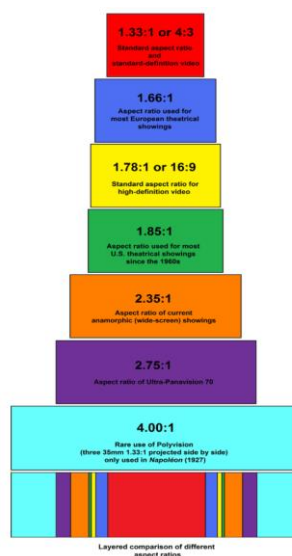 1.33:1 or 4:3
Standard aspect ratio
and
standard-definition video
1.66:1
Aspect ratio used for
most European theatrical
showings
1.78:1 or 16:9
Standard aspect ratio for
high-definition video
1.85:1
Aspect ratio used for most
U.S. theatrical showings
since the 1960s
2.35:1
Aspect ratio of current
anamorphic (wide-screen) showings
2.75:1
Aspect ratio of Ultra-Panavision 70
4.00:1
Rare use of Polyvision
(three 35mm 1.33:1 projected side by side)
only used in Napoléon (1927)
Layered comparison of different
aspect ratios